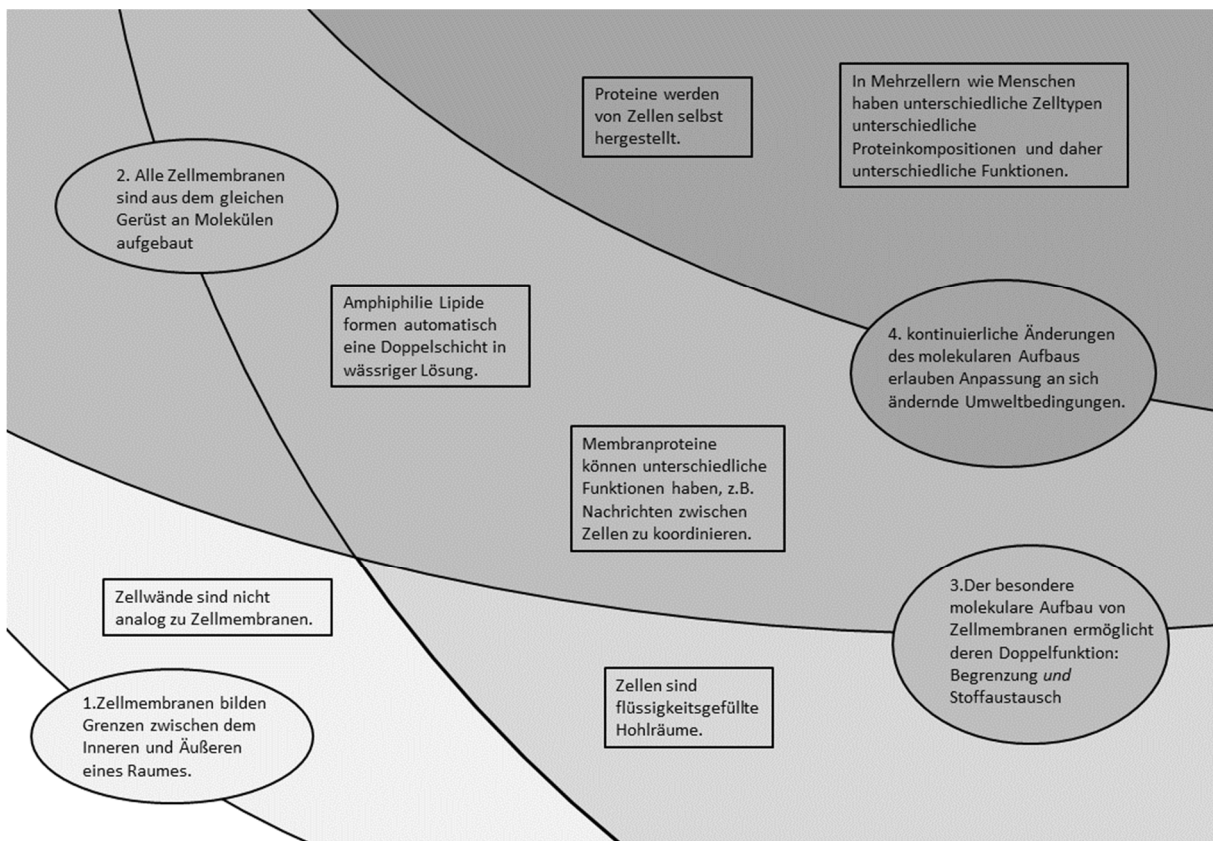 Proteine werden
von Zellen selbst
hergestellt.
In Mehrzellern wie Menschen
haben unterschiedliche Zelltypen
unterschiedliche
Proteinkompositionen und daher
unterschiedliche Funktionen.
2. Alle Zellmembranen
sind aus dem gleichen
Gerüst an Molekülen
aufgebaut
Amphiphilie Lipide
formen automatisch
eine Doppelschicht in
wässriger Lösung.
4. kontinuierliche Änderungen
des molekularen Aufbaus
erlauben Anpassung an sich
ändernde Umweltbedingungen.
Membranproteine
können unterschiedliche
Funktionen haben, z.B.
Nachrichten zwischen
Zellen zu koordinieren.
Zellwände sind nicht
analog zu Zellmembranen.
3.Der besondere
molekulare Aufbau von
Zellmembranen ermöglicht
deren Doppelfunktion:
Begrenzung und
Stoffaustausch
1.Zellmembranen bilden
Grenzen zwischen dem
Inneren und Äußeren
eines Raumes.
Zellen sind
flüssigkeitsgefüllte
Hohlräume.